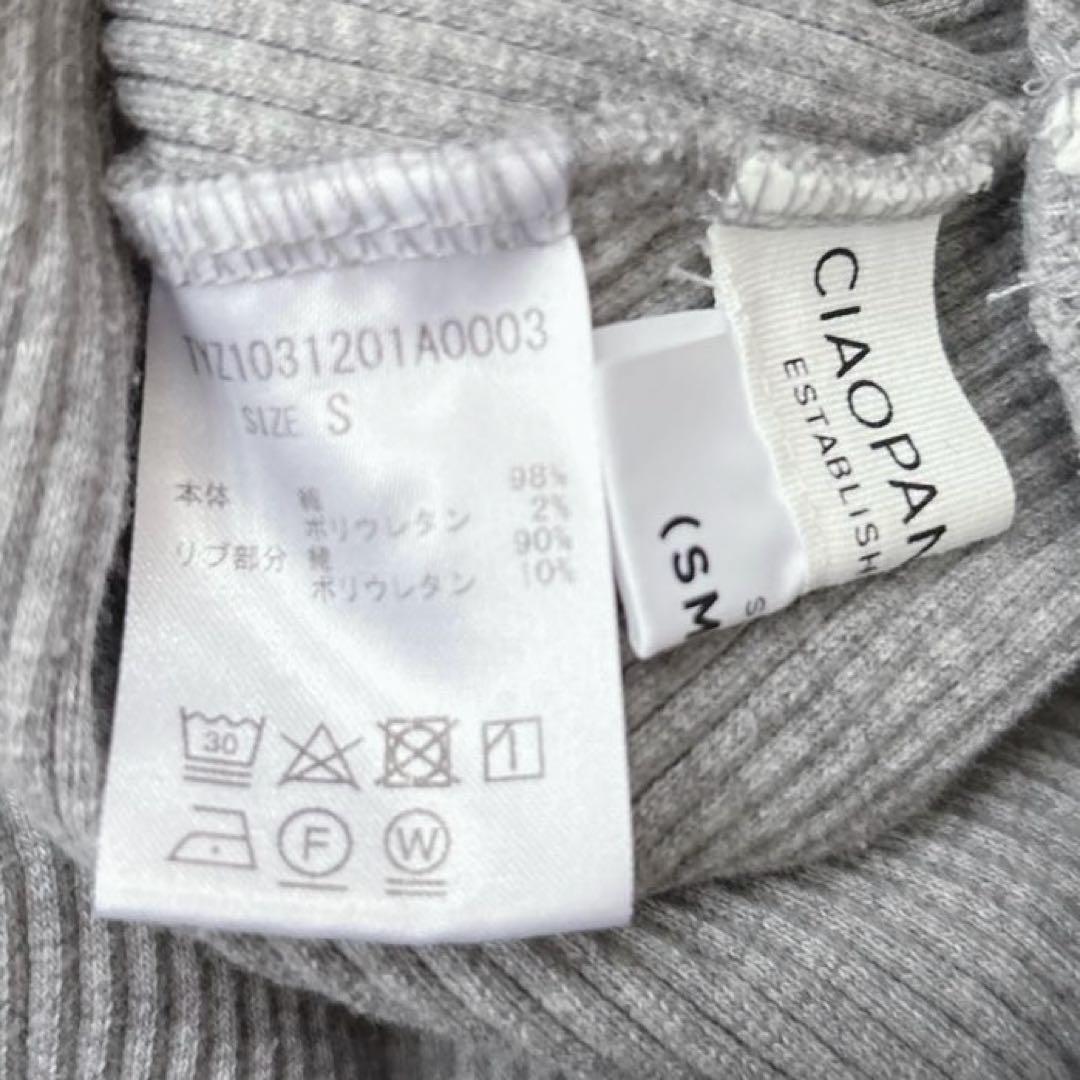 TYZ1031201A0003
SIZE S
本体 綿 98%
ポリウレタン 2%
リブ部分 綿 90%
ポリウレタン 10%
30
F
W
CIAOPAN
ESTABLISH
S
(SM